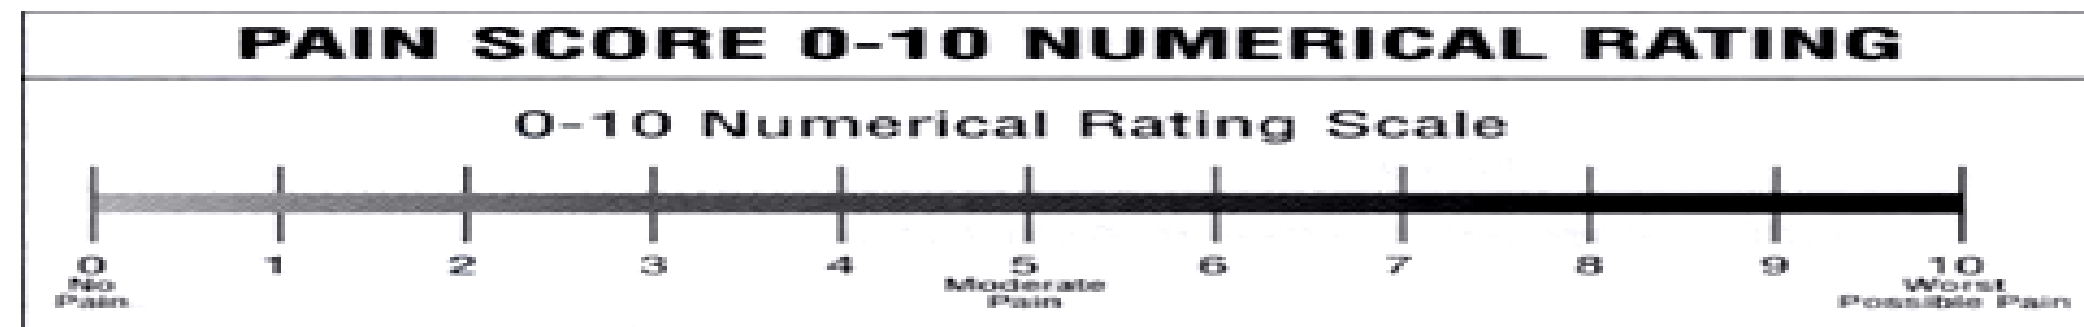 PAIN SCORE 0-10 NUMERICAL RATING
0-10 Numerical Rating Scale
0 1 2 3 4 5 6 7 8 9 10
No Moderate Worst
Pain Pain Possible Pain